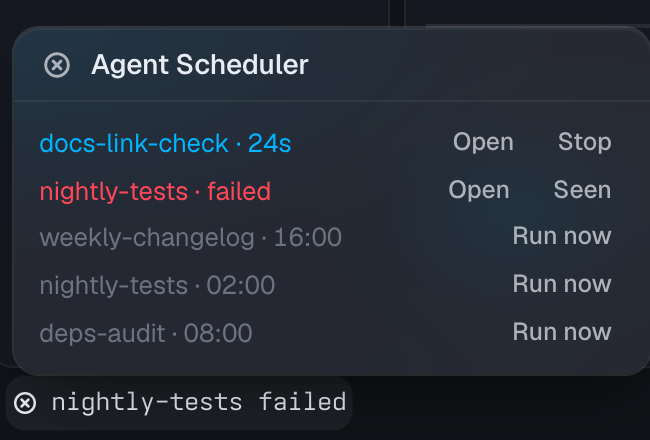 Agent Scheduler
docs-link-check · 24s Open Stop
nightly-tests · failed Open Seen
weekly-changelog · 16:00 Run now
nightly-tests · 02:00 Run now
deps-audit · 08:00 Run now
nightly-tests failed